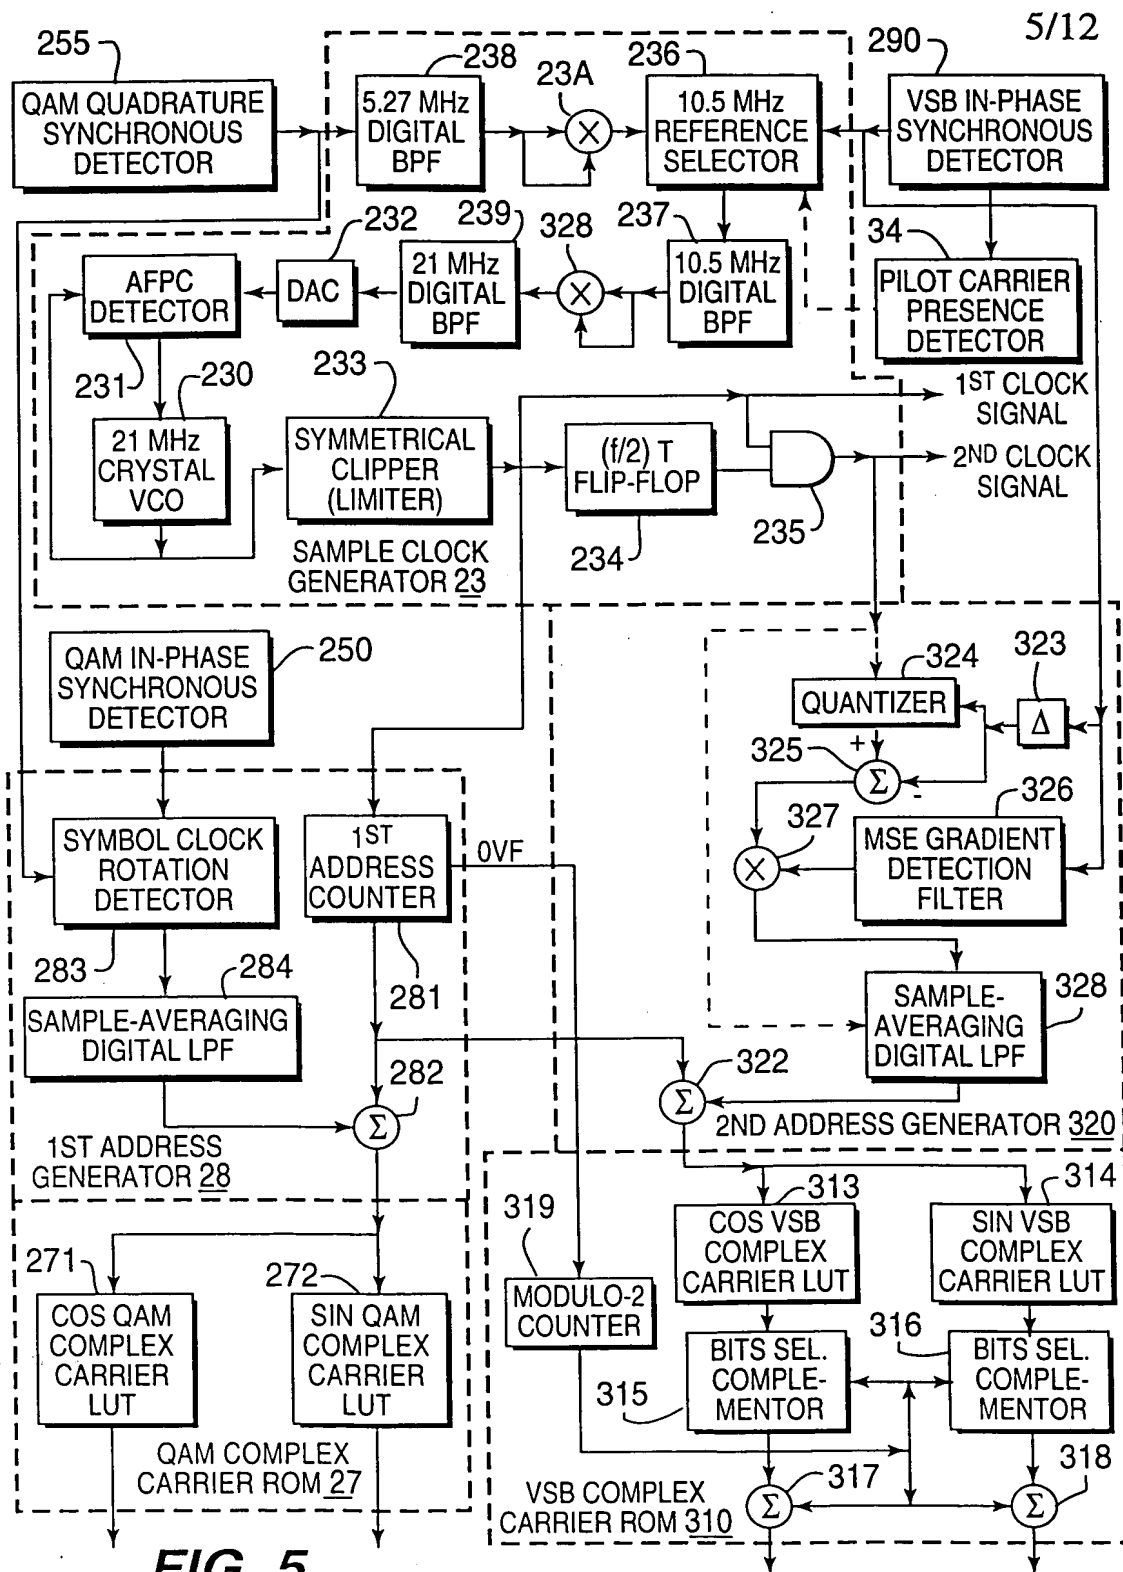 5/12
255
238
23A
236
290
QAM QUADRATURE
SYNCHRONOUS
DETECTOR
5.27 MHz
DIGITAL
BPF
X
10.5 MHz
REFERENCE
SELECTOR
VSB IN-PHASE
SYNCHRONOUS
DETECTOR
232
239
328
237
34
AFPC
DETECTOR
DAC
21 MHz
DIGITAL
BPF
X
10.5 MHz
DIGITAL
BPF
PILOT CARRIER
PRESENCE
DETECTOR
231
230
233
1ST CLOCK
SIGNAL
21 MHz
CRYSTAL
VCO
SYMMETRICAL
CLIPPER
(LIMITER)
(f/2) T
FLIP-FLOP
2ND CLOCK
SIGNAL
234
235
SAMPLE CLOCK
GENERATOR 23
QAM IN-PHASE
SYNCHRONOUS
DETECTOR
250
324
323
QUANTIZER
Δ
+
325
Σ
-
326
327
SYMBOL CLOCK
ROTATION
DETECTOR
1ST
ADDRESS
COUNTER
0VF
X
MSE GRADIENT
DETECTION
FILTER
283
284
281
SAMPLE-AVERAGING
DIGITAL LPF
SAMPLE-
AVERAGING
DIGITAL LPF
328
282
Σ
322
Σ
1ST ADDRESS
GENERATOR 28
2ND ADDRESS GENERATOR 320
313
314
319
COS VSB
COMPLEX
CARRIER LUT
SIN VSB
COMPLEX
CARRIER LUT
271
272
COS QAM
COMPLEX
CARRIER
LUT
SIN QAM
COMPLEX
CARRIER
LUT
MODULO-2
COUNTER
316
BITS SEL.
COMPLE-
MENTOR
BITS SEL.
COMPLE-
MENTOR
315
QAM COMPLEX
CARRIER ROM 27
317
318
Σ
Σ
VSB COMPLEX
CARRIER ROM 310
FIG. 5